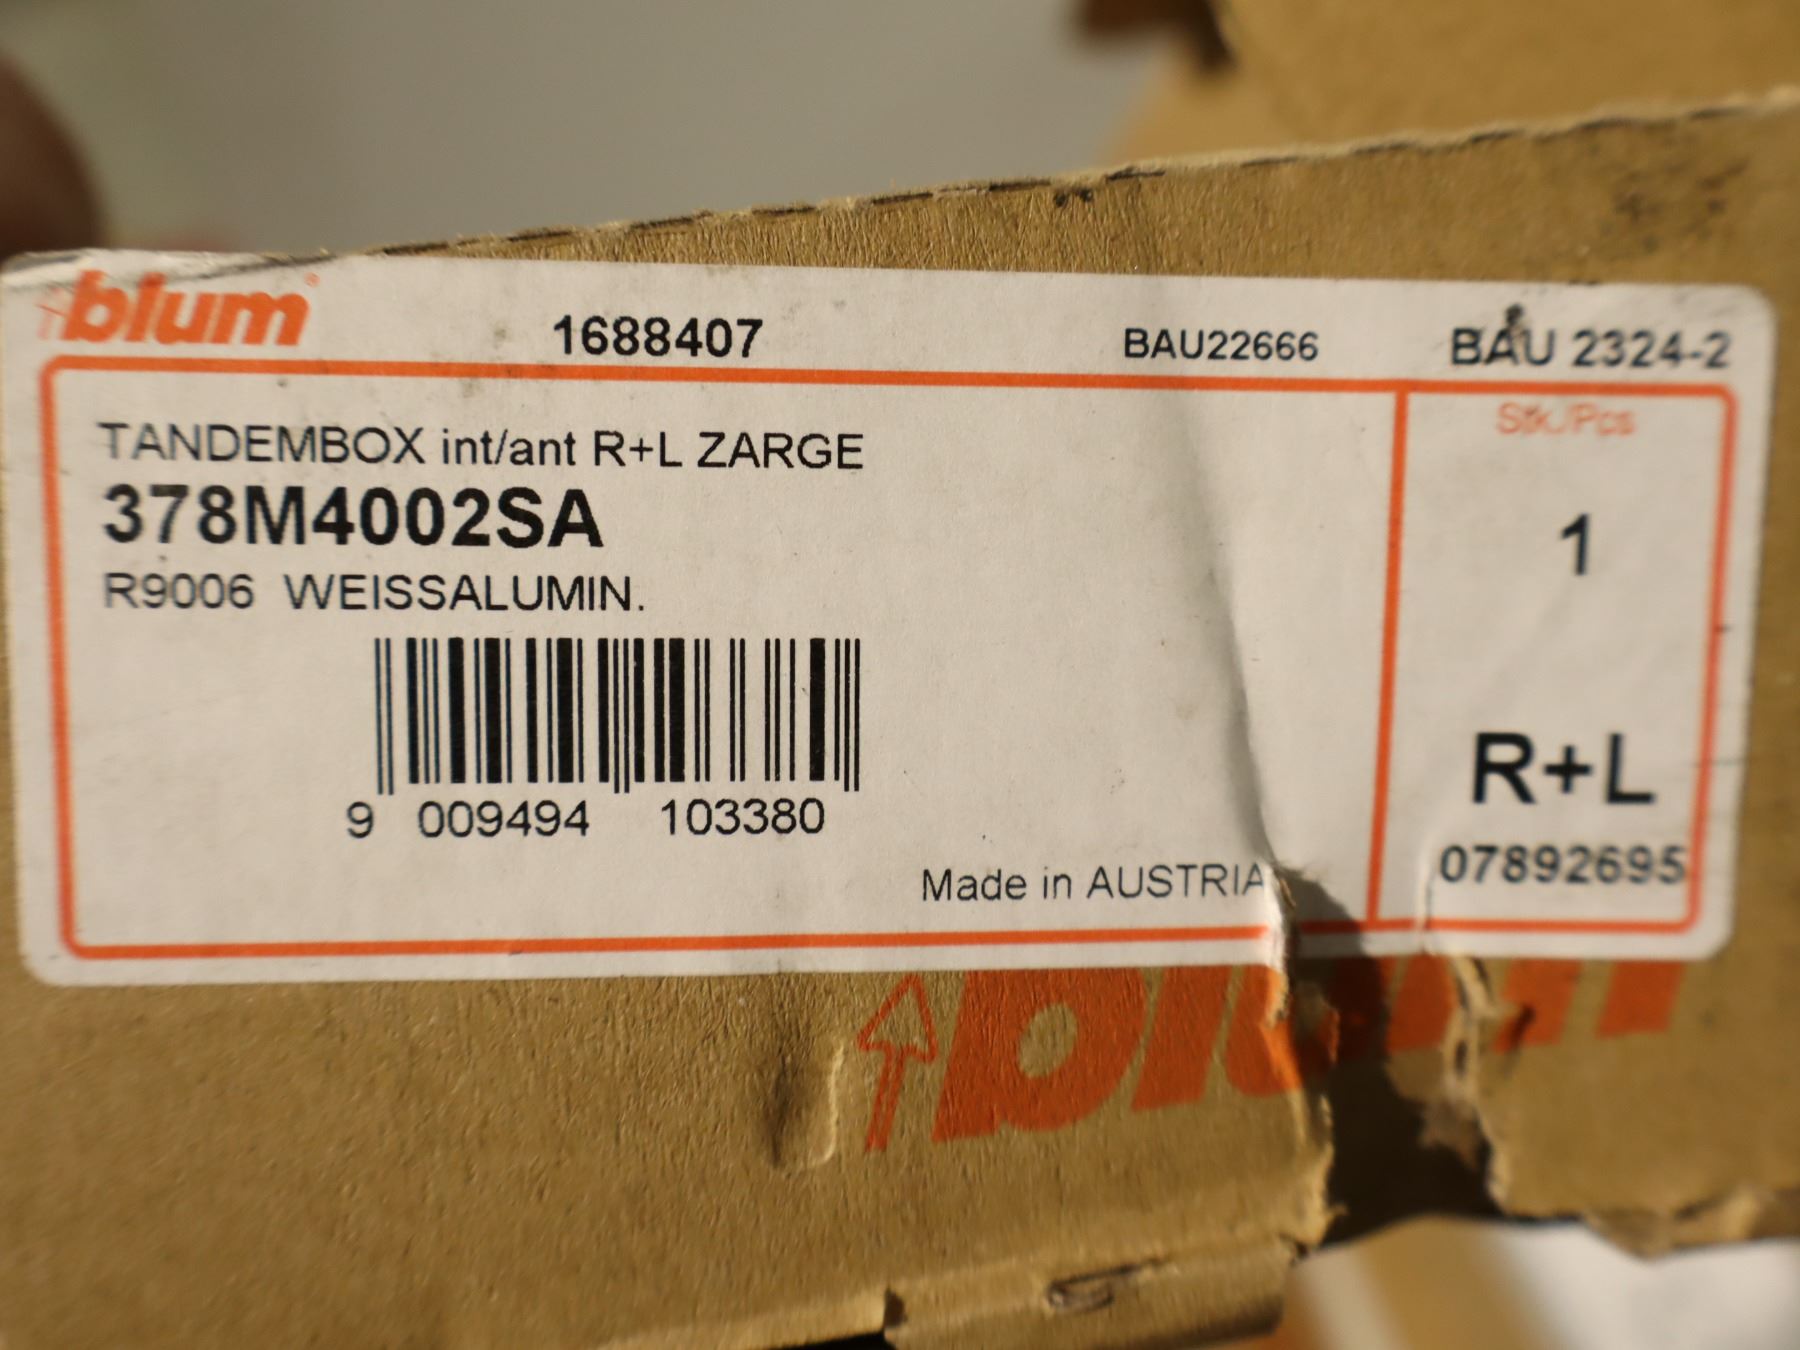 blum
1688407
BAU22666
BAU 2324-2
TANDEMBOX int/ant R+L ZARGE
378M4002SA
R9006 WEISSALUMIN.
9 009494 103380
Made in AUSTRIA
Stk./Pcs
1
R+L
07892695
blum